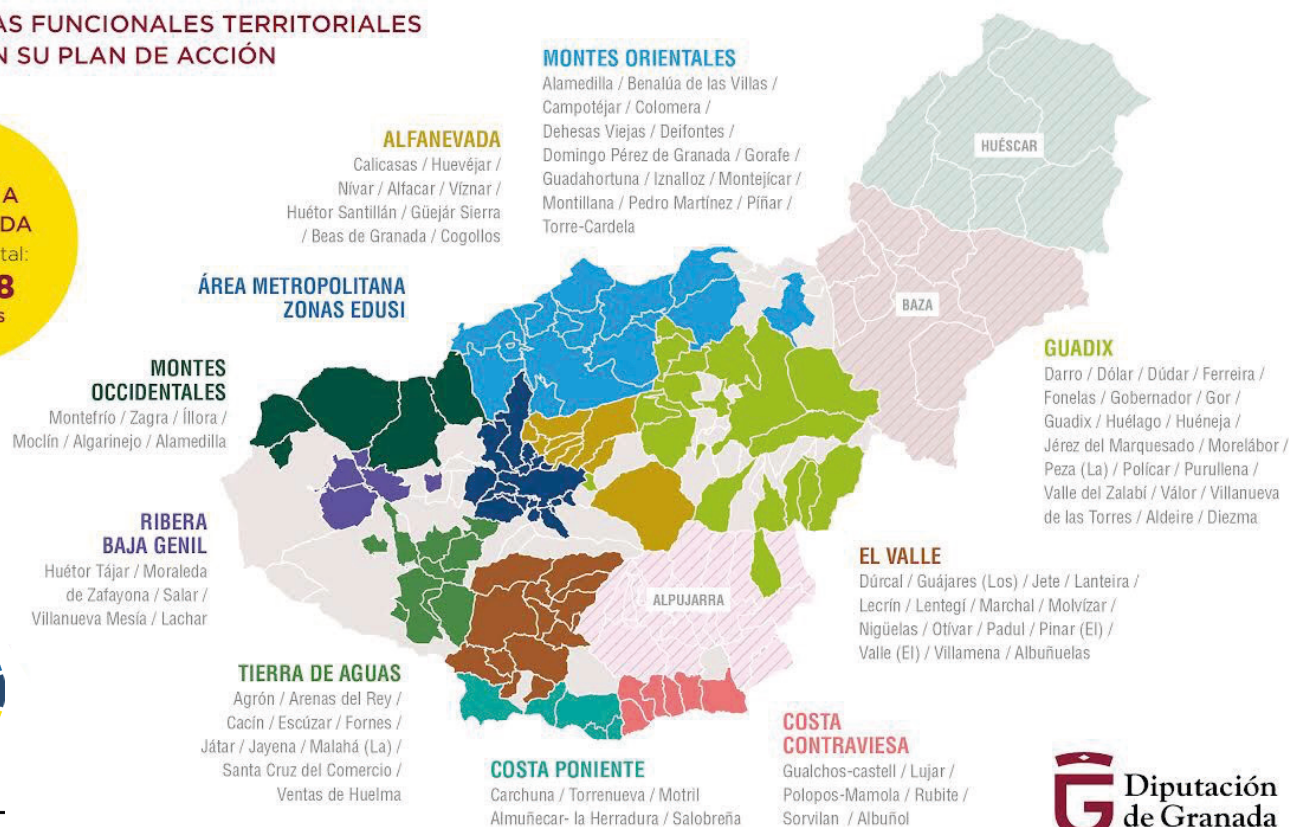 AS FUNCIONALES TERRITORIALES
N SU PLAN DE ACCIÓN
A
DA
tal:
8
s
MONTES ORIENTALES
Alamedilla / Benalúa de las Villas /
Campotéjar / Colomera /
Dehesas Viejas / Deifontes /
Domingo Pérez de Granada / Gorafe /
Guadahortuna / Iznalloz / Montejícar /
Montillana / Pedro Martínez / Píñar /
Torre-Cardela
ALFANEVADA
Calicasas / Huevéjar /
Nívar / Alfacar / Víznar /
Huétor Santillán / Güejár Sierra
/ Beas de Granada / Cogollos
ÁREA METROPOLITANA
ZONAS EDUSI
MONTES
OCCIDENTALES
Montefrío / Zagra / Íllora /
Moclín / Algarinejo / Alamedilla
RIBERA
BAJA GENIL
Huétor Tájar / Moraleda
de Zafayona / Salar /
Villanueva Mesía / Lachar
TIERRA DE AGUAS
Agrón / Arenas del Rey /
Cacín / Escúzar / Fornes /
Játar / Jayena / Malahá (La) /
Santa Cruz del Comercio /
Ventas de Huelma
COSTA PONIENTE
Carchuna / Torrenueva / Motril
Almuñecar- la Herradura / Salobreña
COSTA
CONTRAVIESA
Gualchos-castell / Lujar /
Polopos-Mamola / Rubite /
Sorvilan / Albuñol
EL VALLE
Dúrcal / Guájares (Los) / Jete / Lanteira /
Lecrín / Lentegí / Marchal / Molvízar /
Nigüelas / Otívar / Padul / Pinar (El) /
Valle (El) / Villamena / Albuñuelas
GUADIX
Darro / Dólar / Dúdar / Ferreira /
Fonelas / Gobernador / Gor /
Guadix / Huélago / Huéneja /
Jérez del Marquesado / Morelábor /
Peza (La) / Polícar / Purullena /
Valle del Zalabí / Válor / Villanueva
de las Torres / Aldeire / Diezma
HUÉSCAR
BAZA
ALPUJARRA
Diputación
de Granada